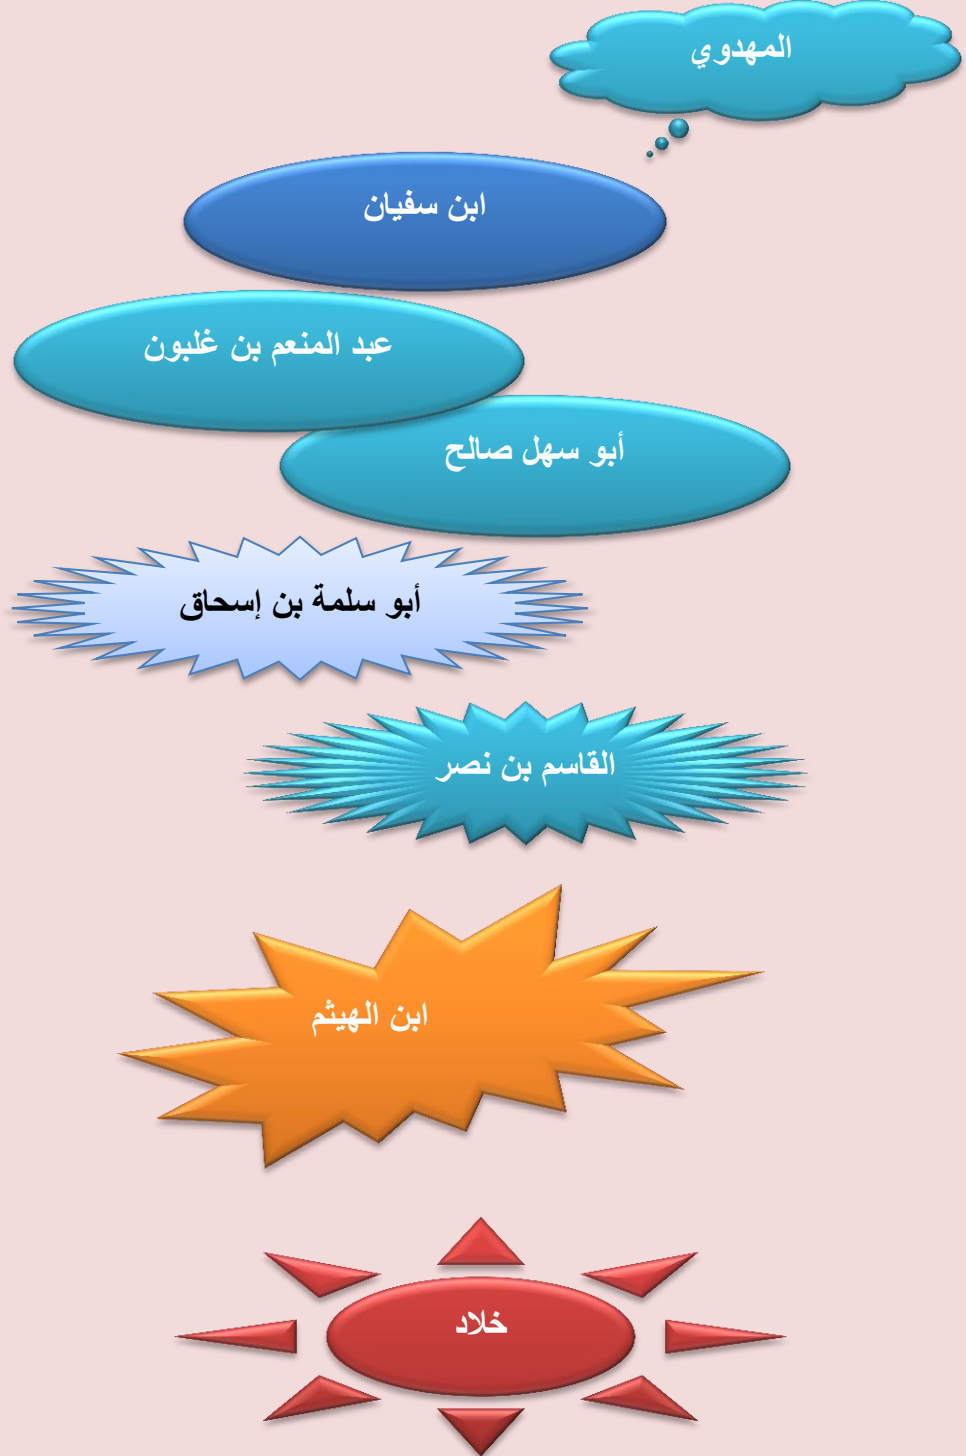 المهدوي
ابن سفيان
عبد المنعم بن غلبون
أبو سهل صالح
أبو سلمة بن إسحاق
القاسم بن نصر
ابن الهيثم
خلاد